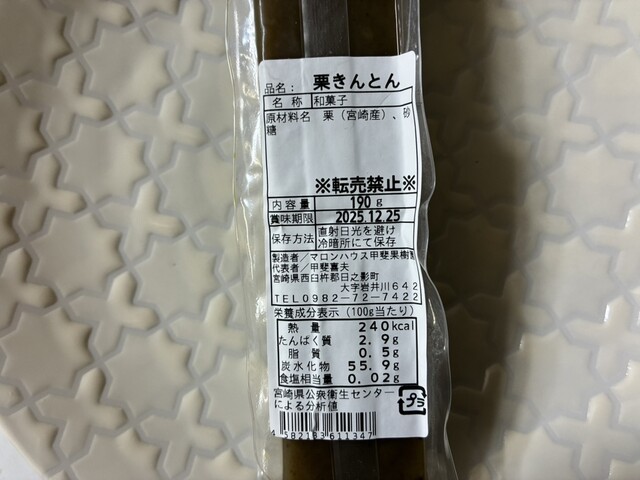 品名： 栗きんとん
名 称 和菓子
原材料名 栗（宮崎産）、砂
糖
※転売禁止※
内容量 190g
賞味期限 2025.12.25
保存方法 直射日光を避け
冷暗所にて保存
製造者／マロンハウス甲斐果樹
代表者／甲斐喜夫
宮崎県西臼杵郡日之影町
大字岩井川642
TEL0982-72-7422
栄養成分表示（100g当たり）
熱量 240kcal
たんぱく質 2.9g
脂質 0.5g
炭水化物 55.9g
食塩相当量 0.02g
宮崎県公衆衛生センター
による分析値
プラ
4582183611347